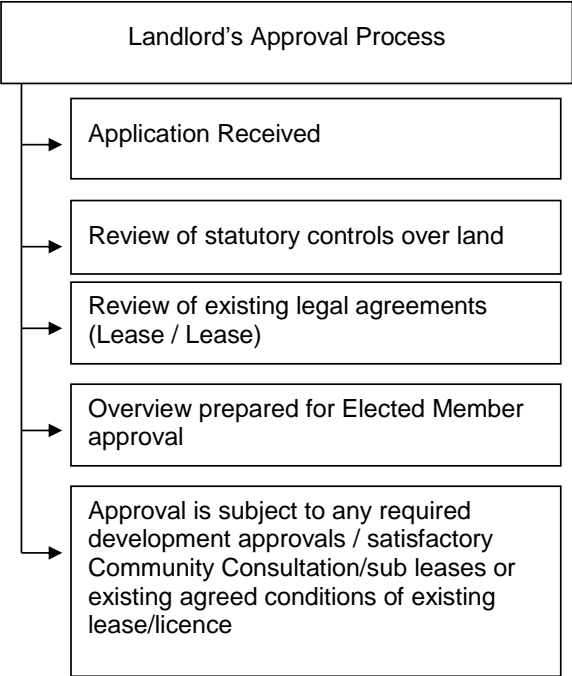 Landlord’s Approval Process
Application Received
Review of statutory controls over land
Review of existing legal agreements
(Lease / Lease)
Overview prepared for Elected Member
approval
Approval is subject to any required
development approvals / satisfactory
Community Consultation/sub leases or
existing agreed conditions of existing
lease/licence